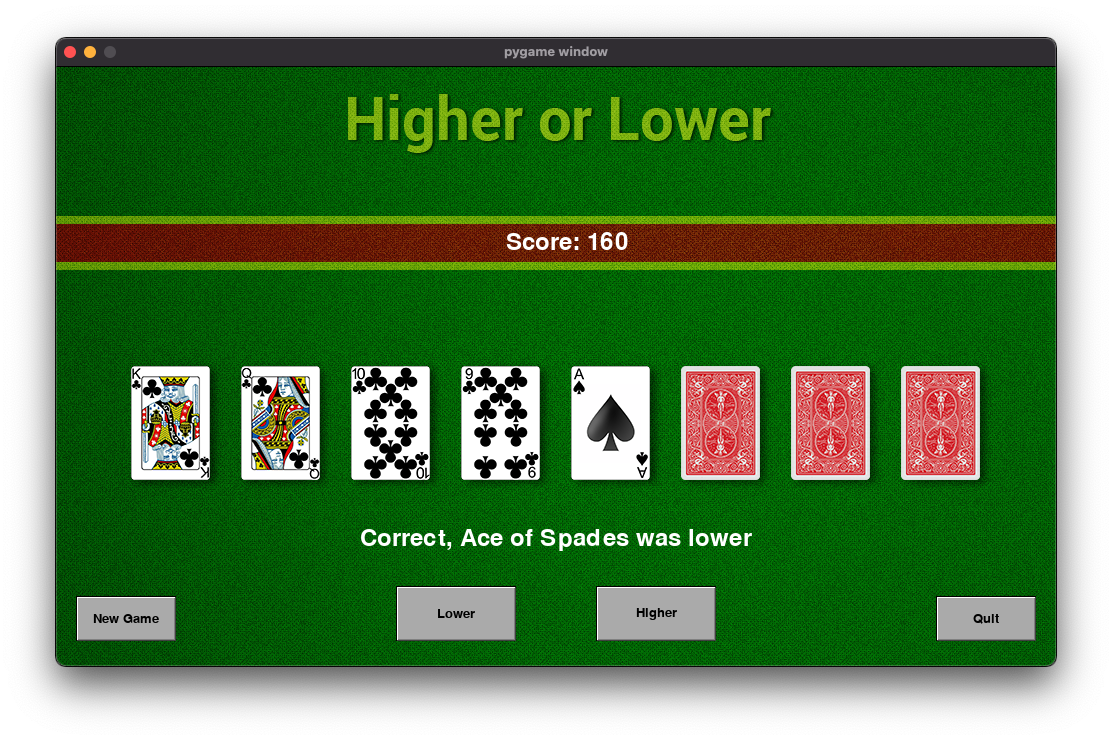 pygame window
Higher or Lower
Score: 160
K Q 10 9 A
K Q 10 9 A
Correct, Ace of Spades was lower
New Game Lower Higher Quit